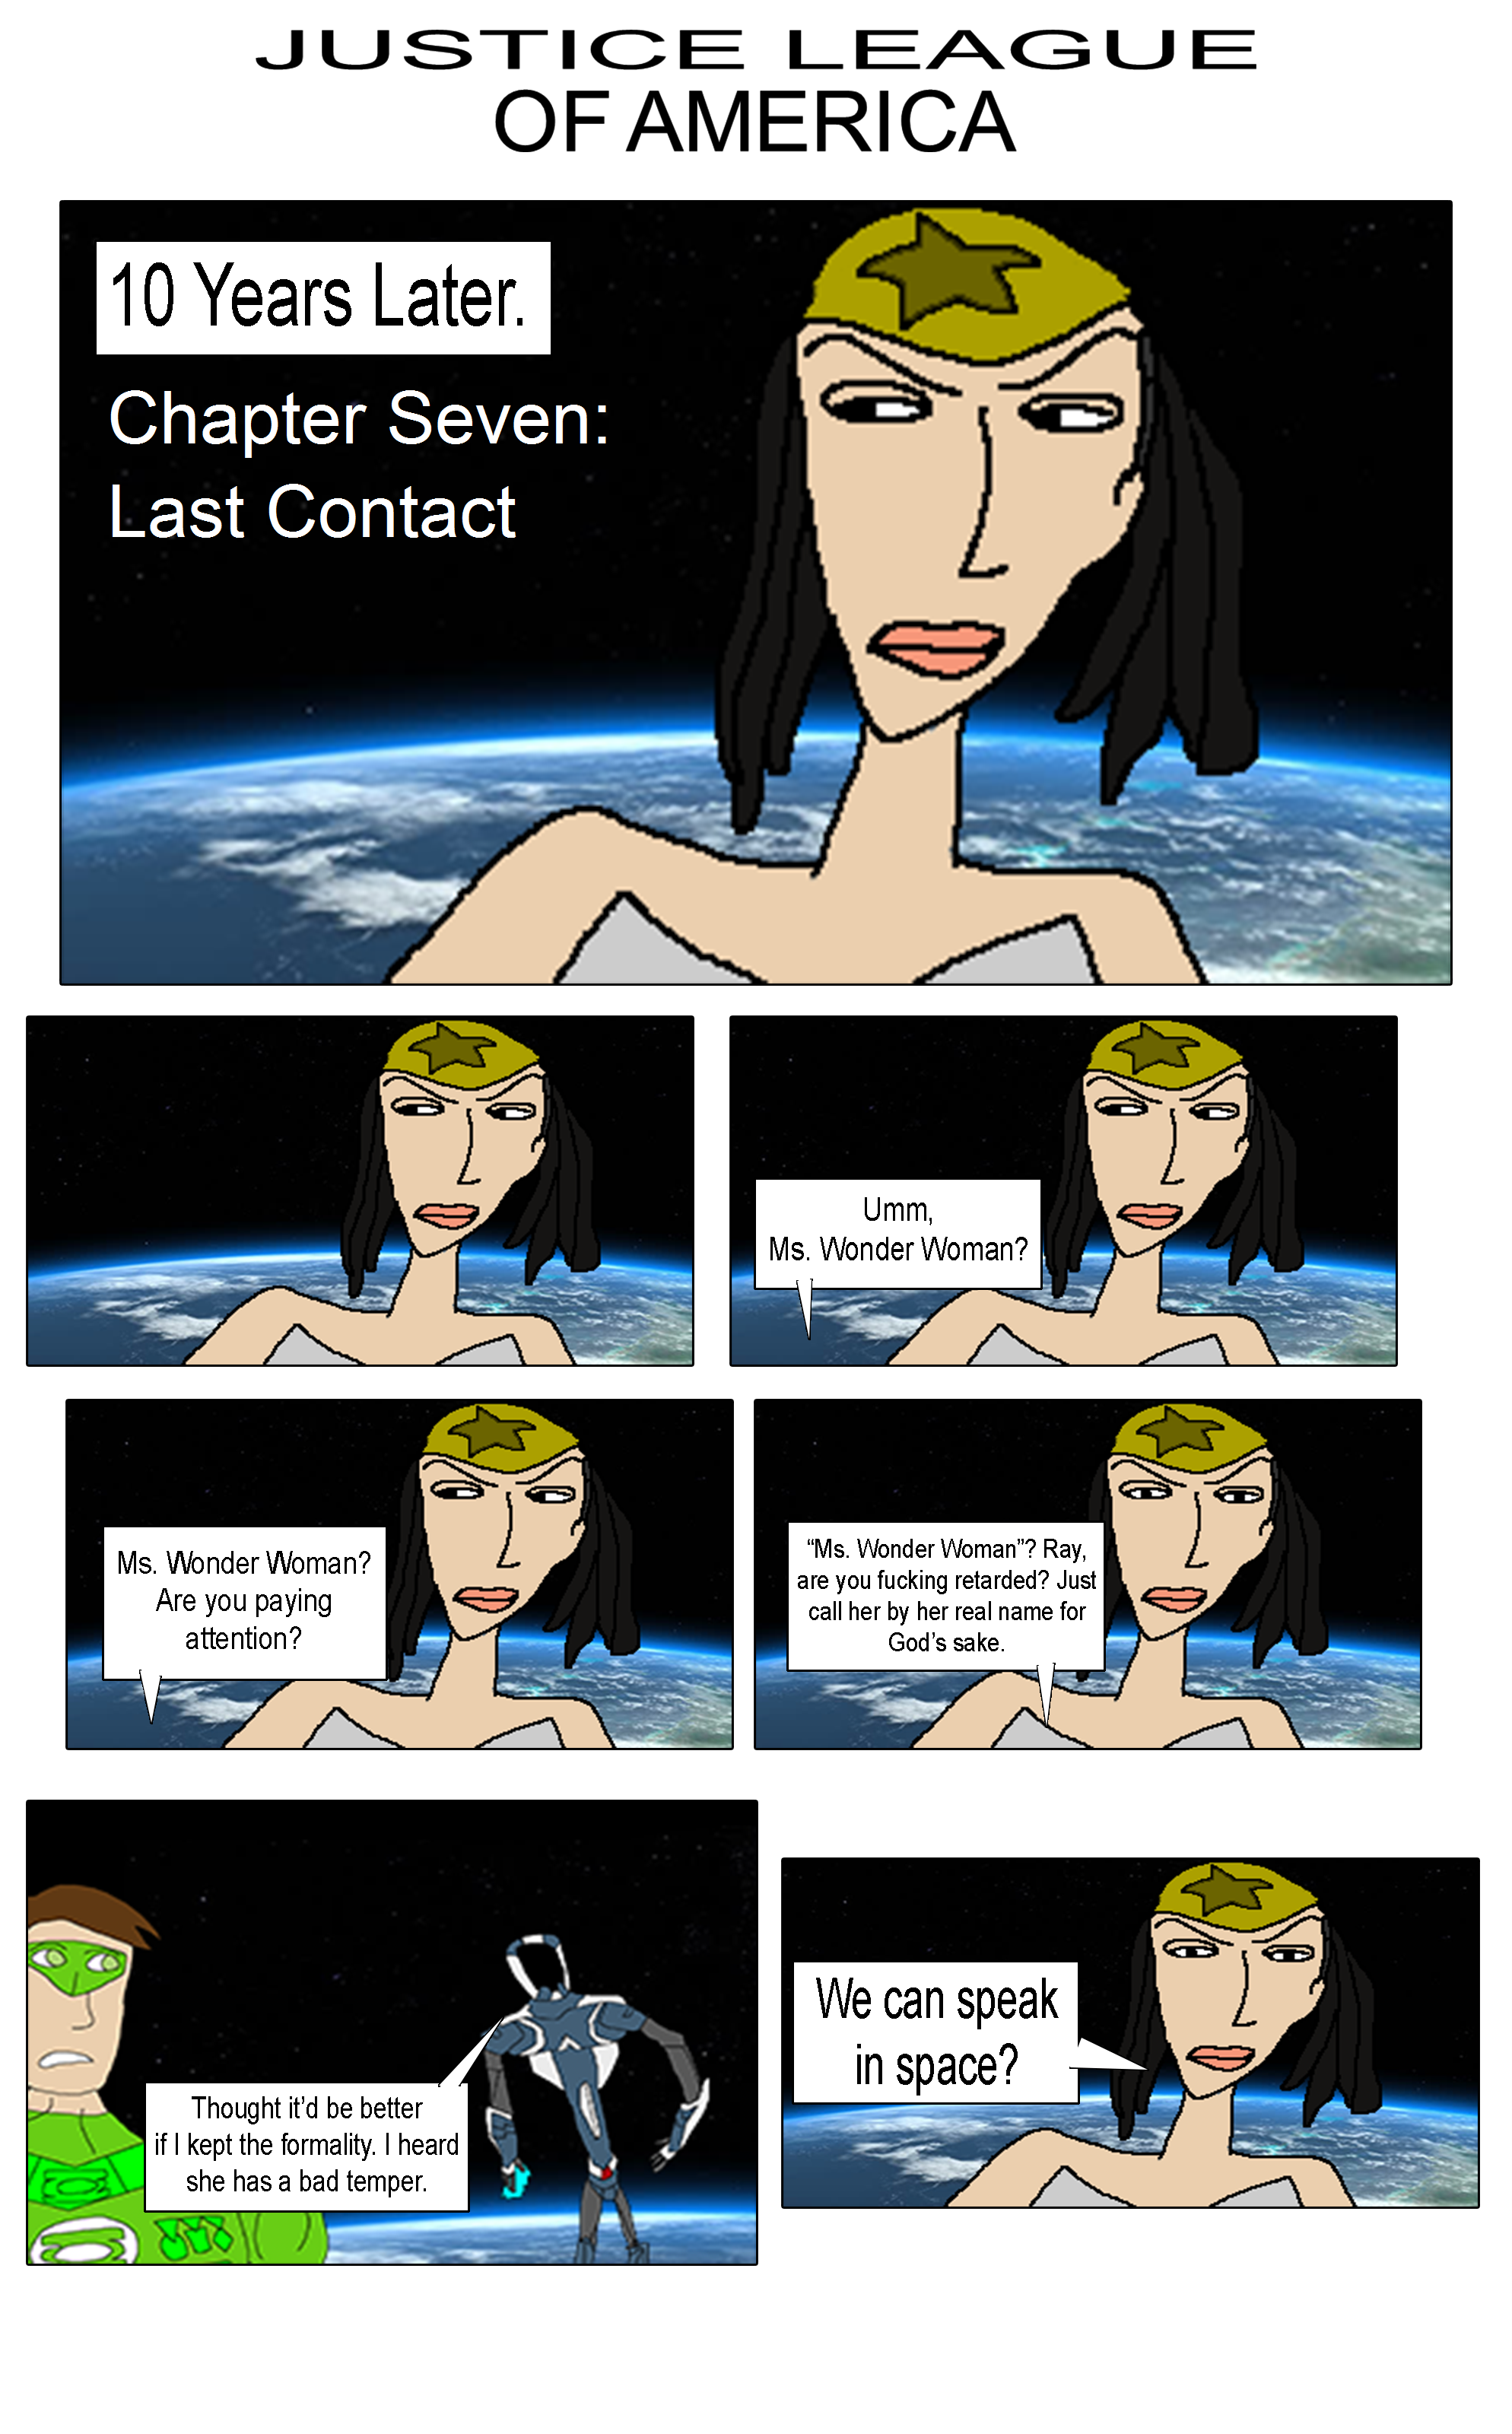 JUSTICE LEAGUE
OF AMERICA
10 Years Later.
Chapter Seven:
Last Contact
Umm,
Ms. Wonder Woman?
Ms. Wonder Woman?
Are you paying
attention?
“Ms. Wonder Woman”? Ray,
are you fucking retarded? Just
call her by her real name for
God’s sake.
Thought it’d be better
if I kept the formality. I heard
she has a bad temper.
We can speak
in space?